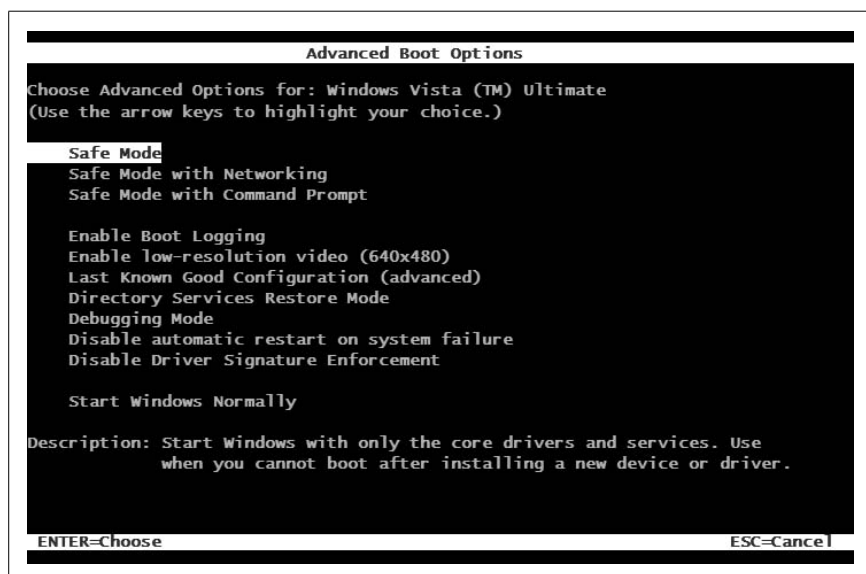 Advanced Boot Options
Choose Advanced Options for: Windows Vista (TM) Ultimate
(Use the arrow keys to highlight your choice.)
Safe Mode
Safe Mode with Networking
Safe Mode with Command Prompt
Enable Boot Logging
Enable low-resolution video (640x480)
Last Known Good Configuration (advanced)
Directory Services Restore Mode
Debugging Mode
Disable automatic restart on system failure
Disable Driver Signature Enforcement
Start Windows Normally
Description: Start Windows with only the core drivers and services. Use
when you cannot boot after installing a new device or driver.
ENTER=Choose ESC=Cancel